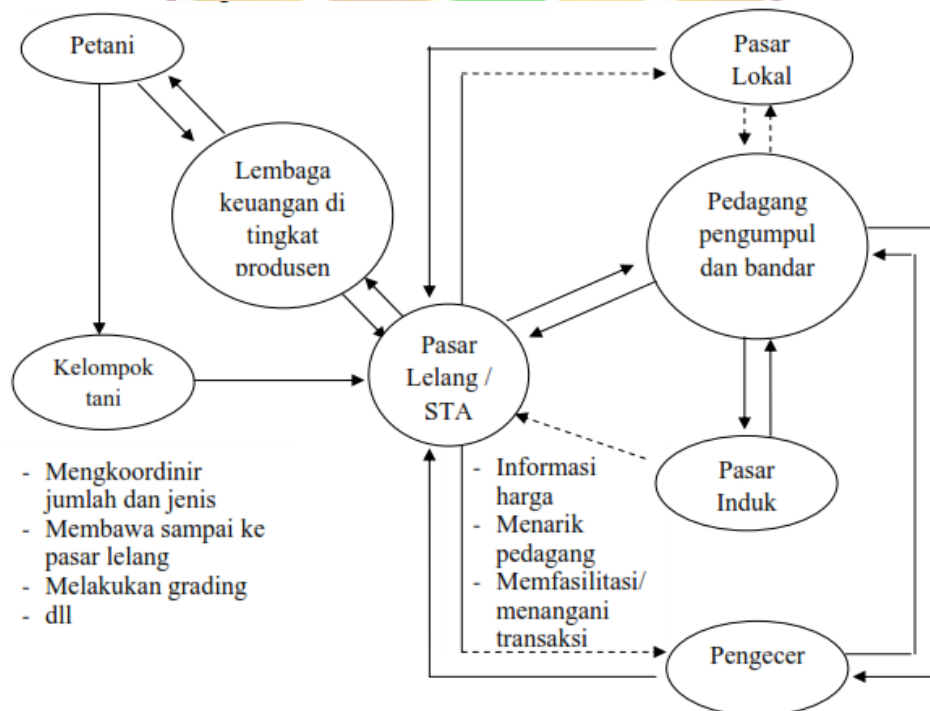 Petani
Pasar
Lokal
Lembaga
keuangan di
tingkat
produsen
Pedagang
pengumpul
dan bandar
Pasar
Lelang /
STA
Kelompok
tani
Pasar
Induk
- Mengkoordinir
jumlah dan jenis
- Membawa sampai ke
pasar lelang
- Melakukan grading
- dll
- Informasi
harga
- Menarik
pedagang
- Memfasilitasi/
menangani
transaksi
Pengecer